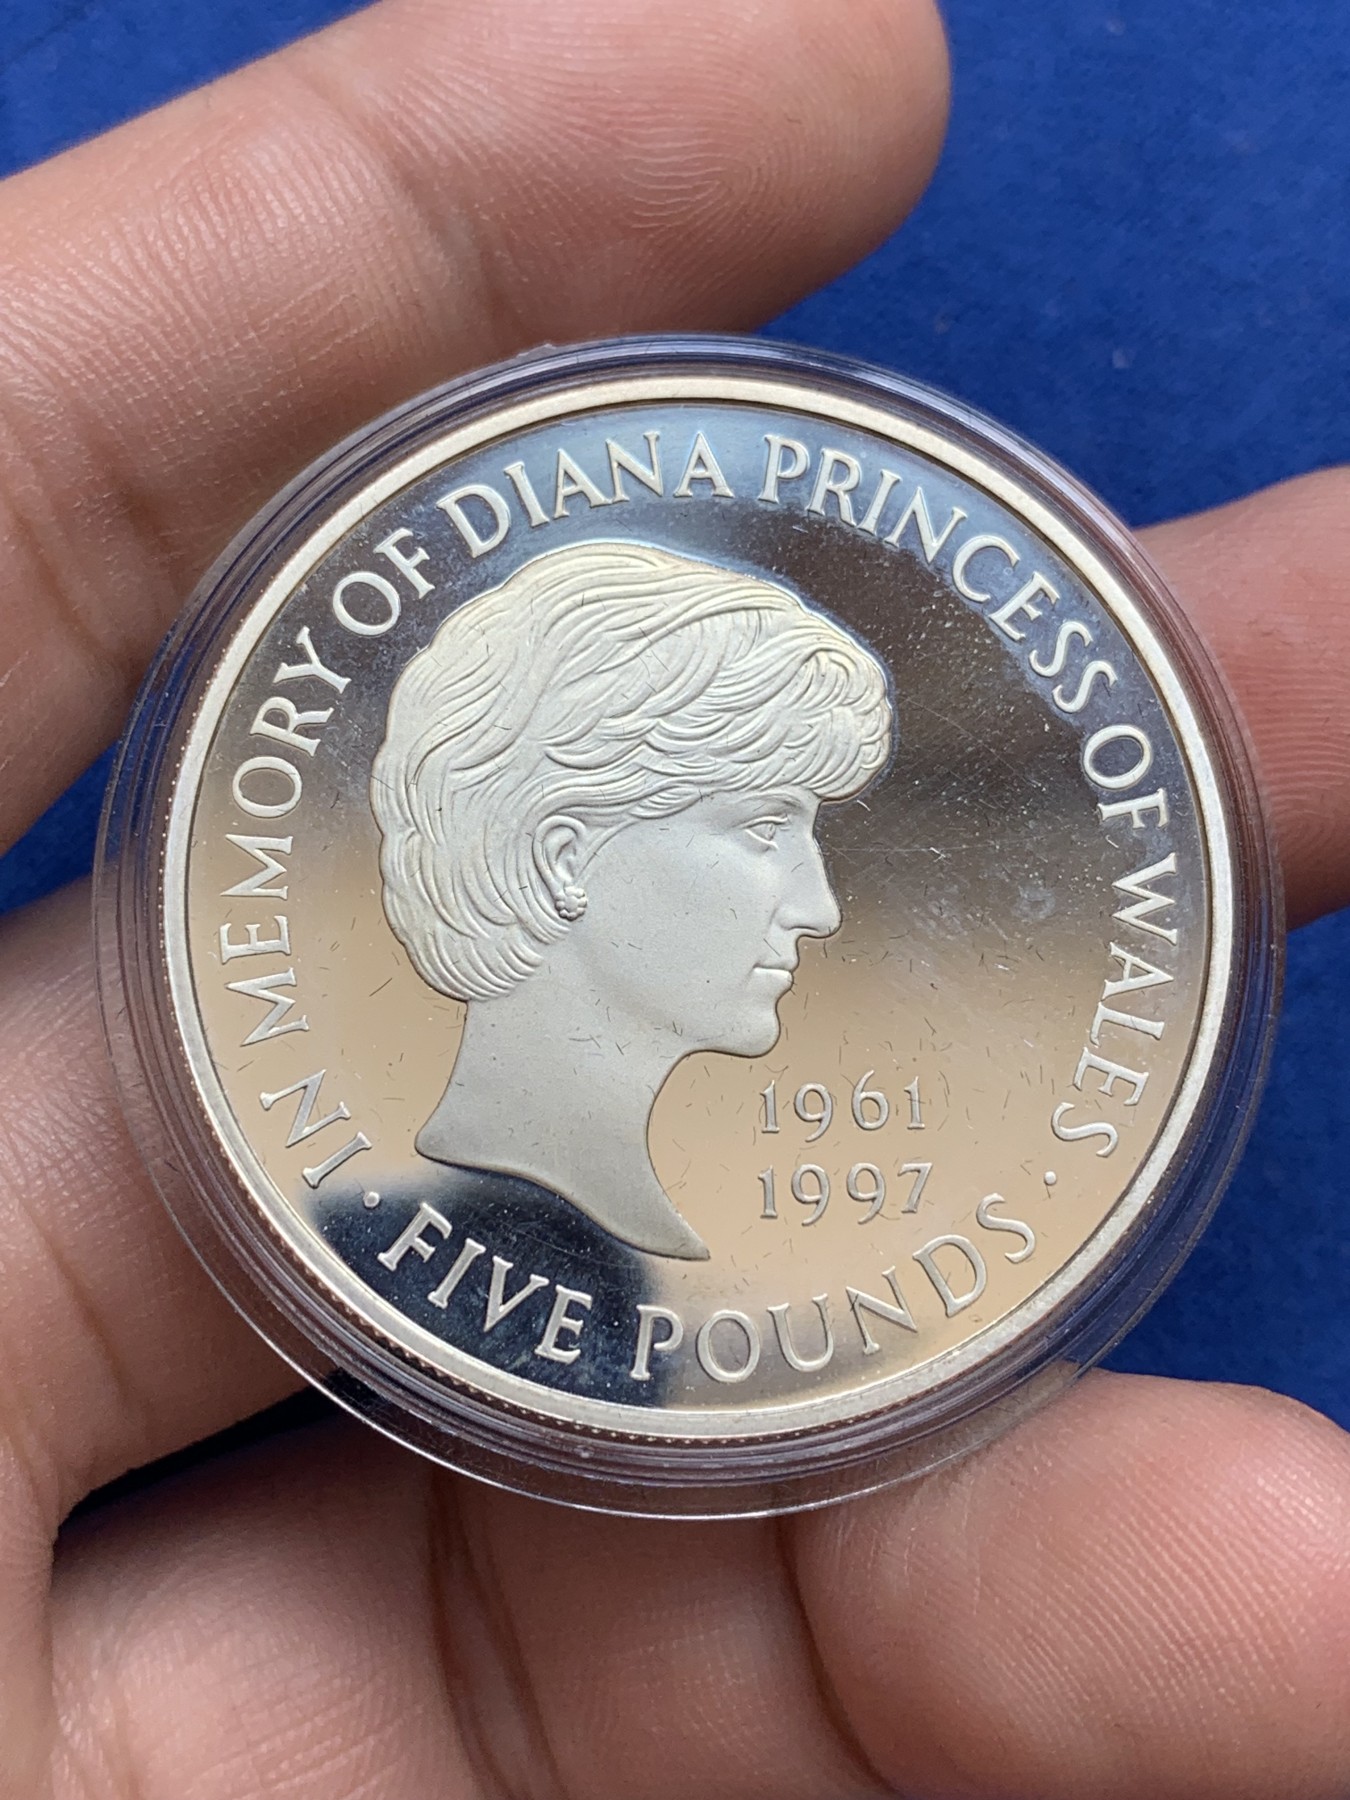 IN MEMORY OF DIANA PRINCESS OF WALES
1961
1997
· FIVE POUNDS ·